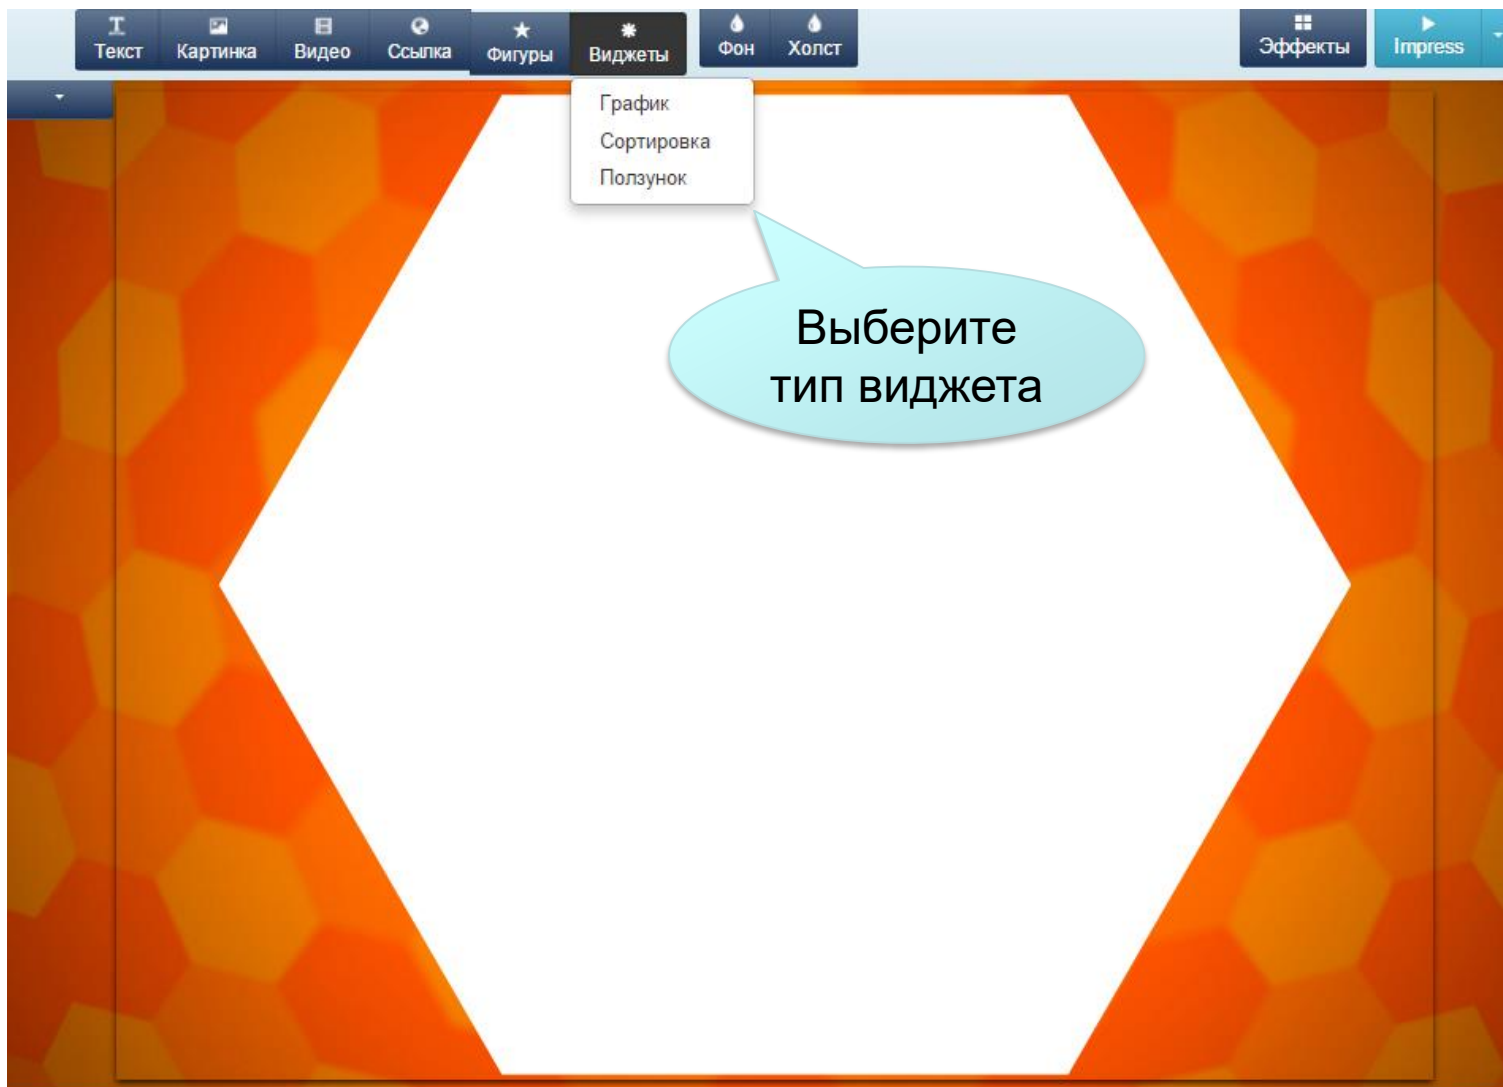 Текст Картинка Видео Ссылка Фигуры Виджеты Фон Холст Эффекты Impress
График
Сортировка
Ползунок
Выберите
тип виджета